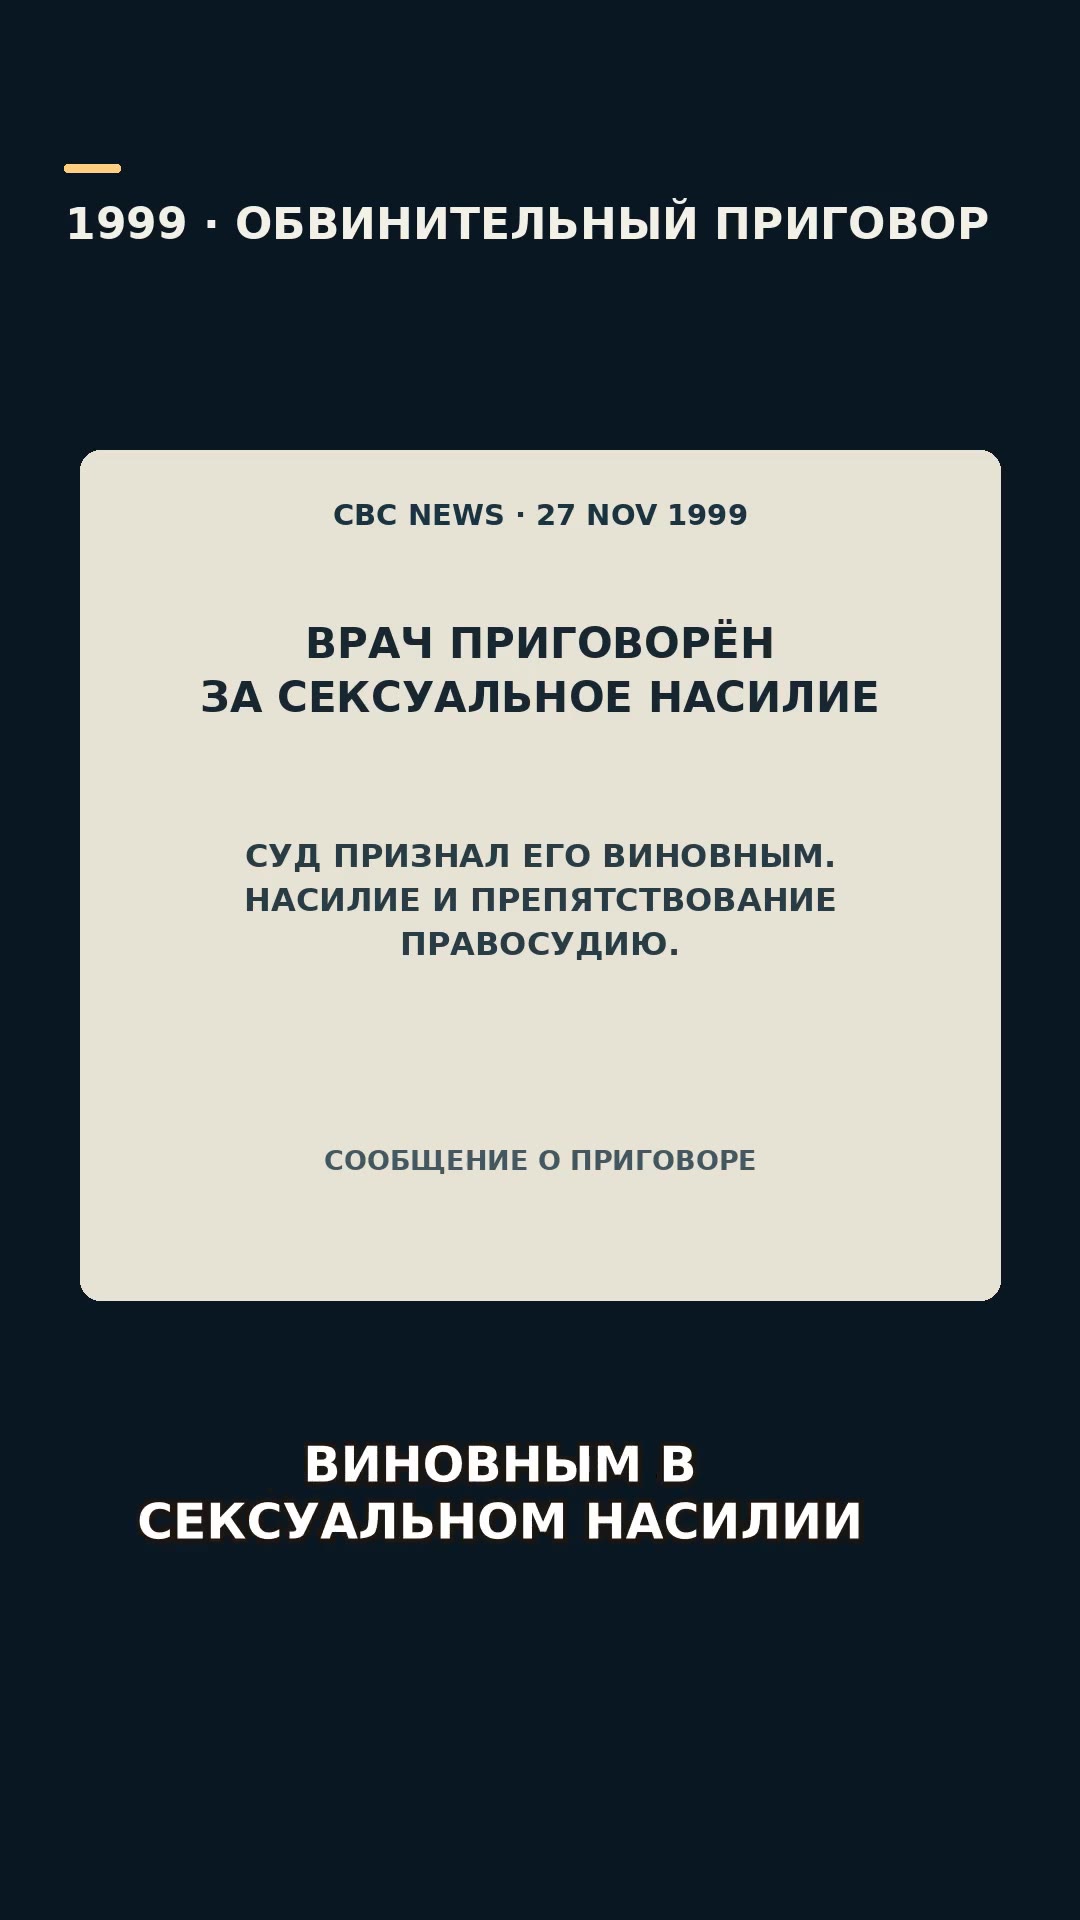 1999 · ОБВИНИТЕЛЬНЫЙ ПРИГОВОР
CBC NEWS · 27 NOV 1999
ВРАЧ ПРИГОВОРЁН
ЗА СЕКСУАЛЬНОЕ НАСИЛИЕ
СУД ПРИЗНАЛ ЕГО ВИНОВНЫМ.
НАСИЛИЕ И ПРЕПЯТСТВОВАНИЕ
ПРАВОСУДИЮ.
СООБЩЕНИЕ О ПРИГОВОРЕ
ВИНОВНЫМ В
СЕКСУАЛЬНОМ НАСИЛИИ